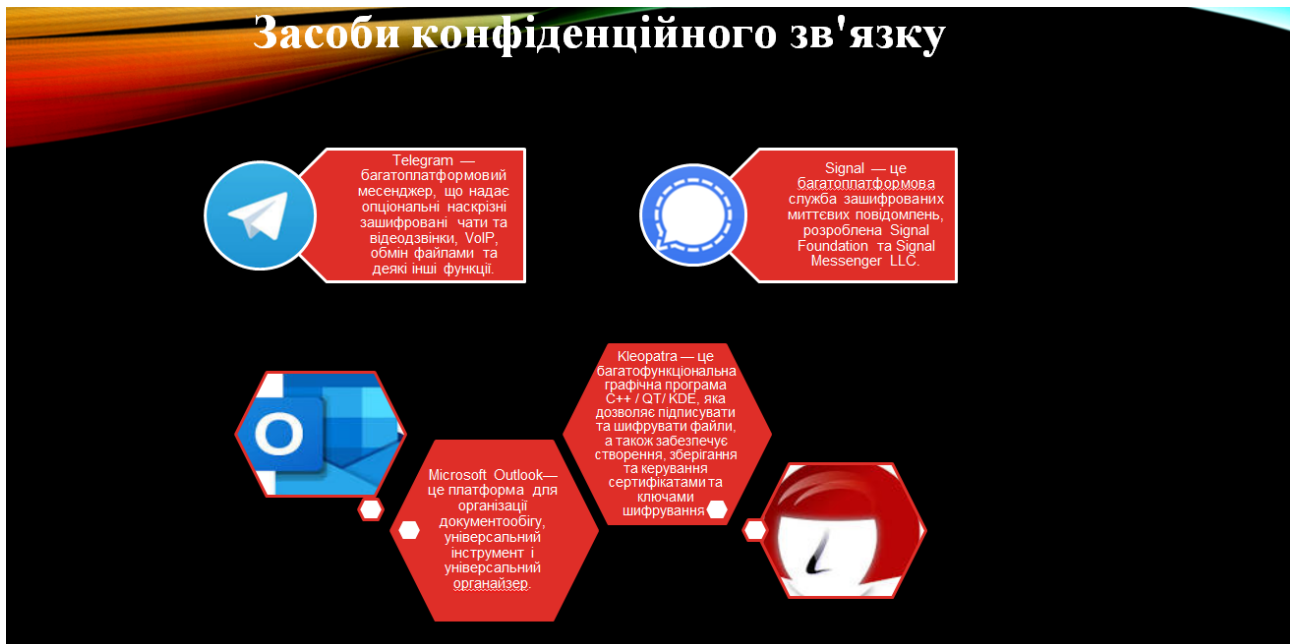 Засоби конфіденційного зв'язку
Telegram —
багатоплатформовий
месенджер, що надає
опціональні наскрізні
зашифровані чати та
відеодзвінки, VoIP,
обмін файлами та
деякі інші функції.
Signal — це
багатоплатформова
служба зашифрованих
миттєвих повідомлень,
розроблена Signal
Foundation та Signal
Messenger LLC.
Microsoft Outlook—
це платформа для
організації
документообігу,
універсальний
інструмент і
універсальний
органайзер.
Kleopatra — це
багатофункціональна
графічна програма
C++ / QT/ KDE, яка
дозволяє підписувати
та шифрувати файли,
а також забезпечує
створення, зберігання
та керування
сертифікатами та
ключами
шифрування